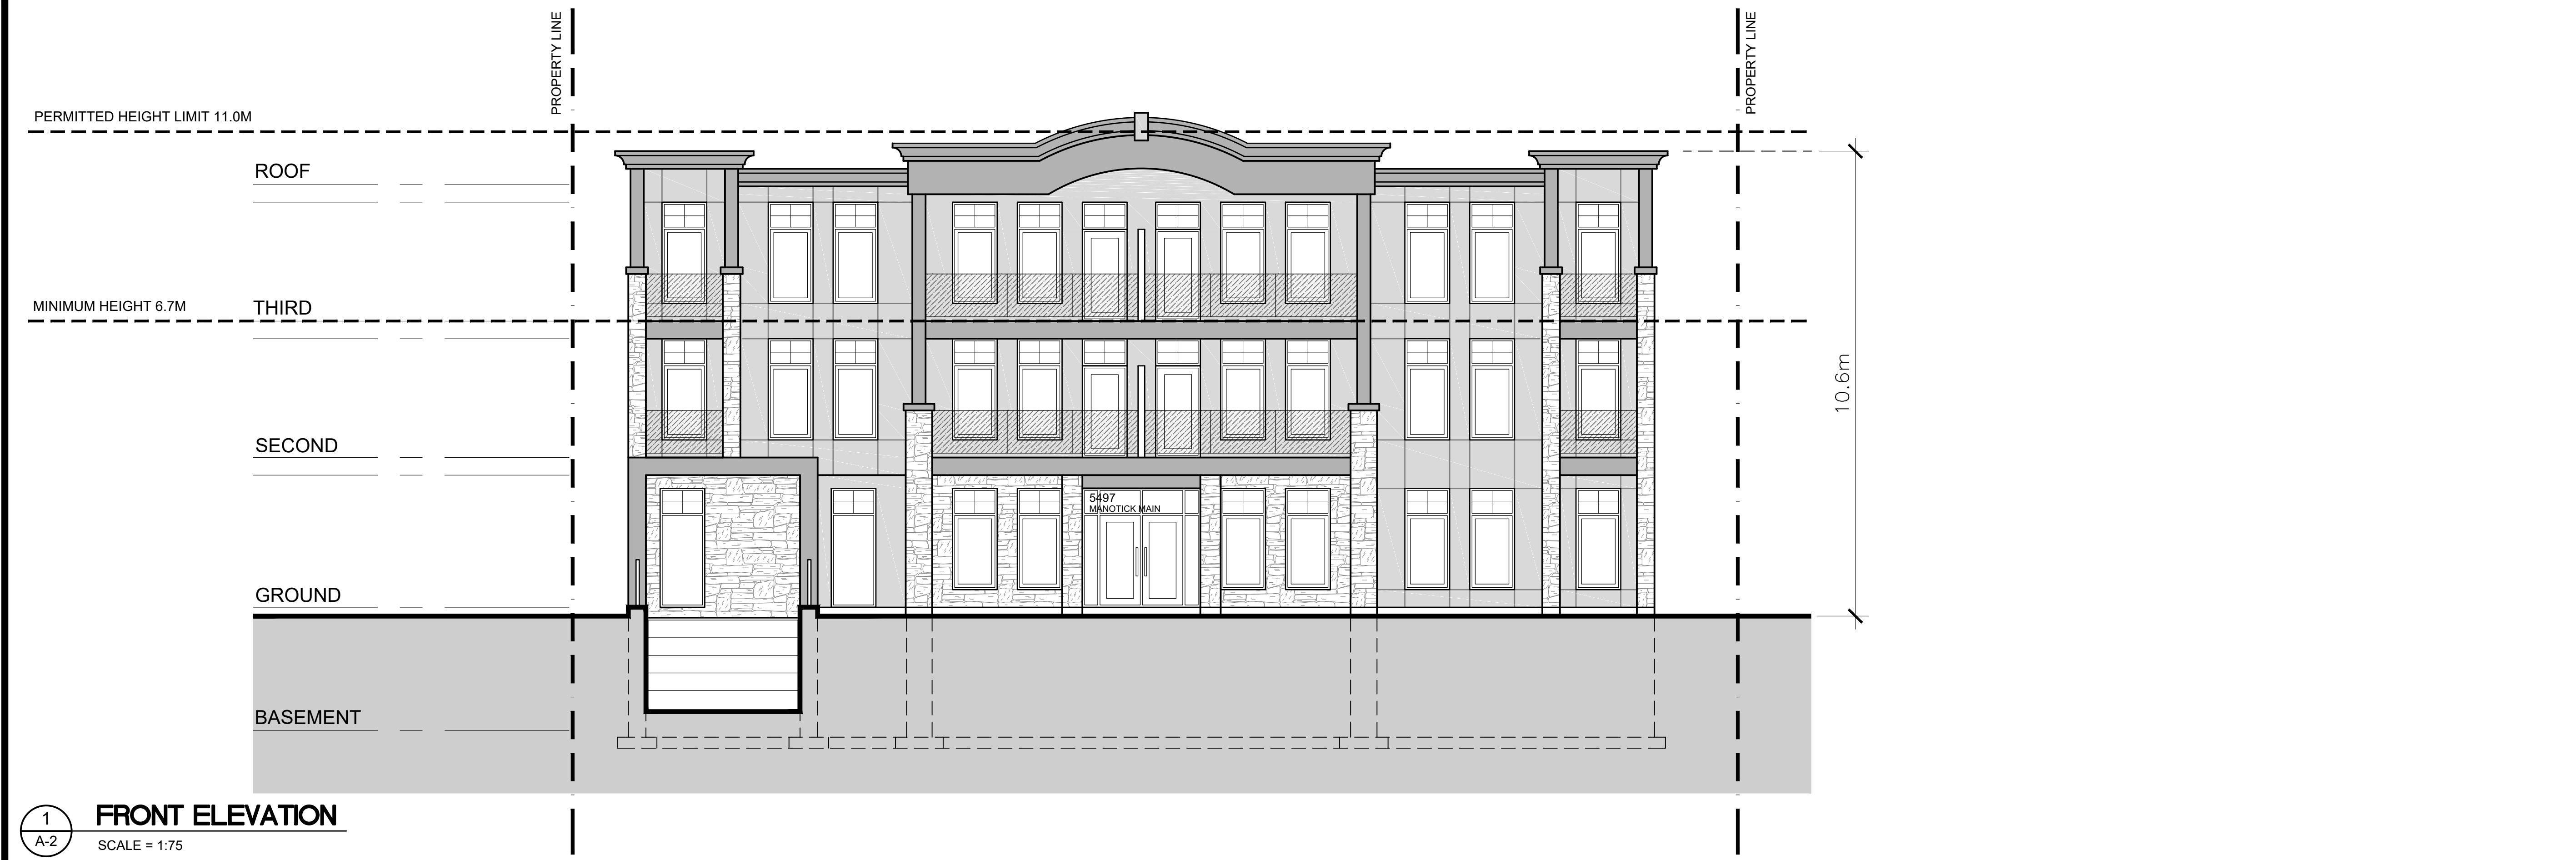 PROPERTY LINE
PROPERTY LINE
PERMITTED HEIGHT LIMIT 11.0M
ROOF
MINIMUM HEIGHT 6.7M
THIRD
10.6m
SECOND
5497
MANOTICK MAIN
GROUND
BASEMENT
1
A-2
FRONT ELEVATION
SCALE = 1:75